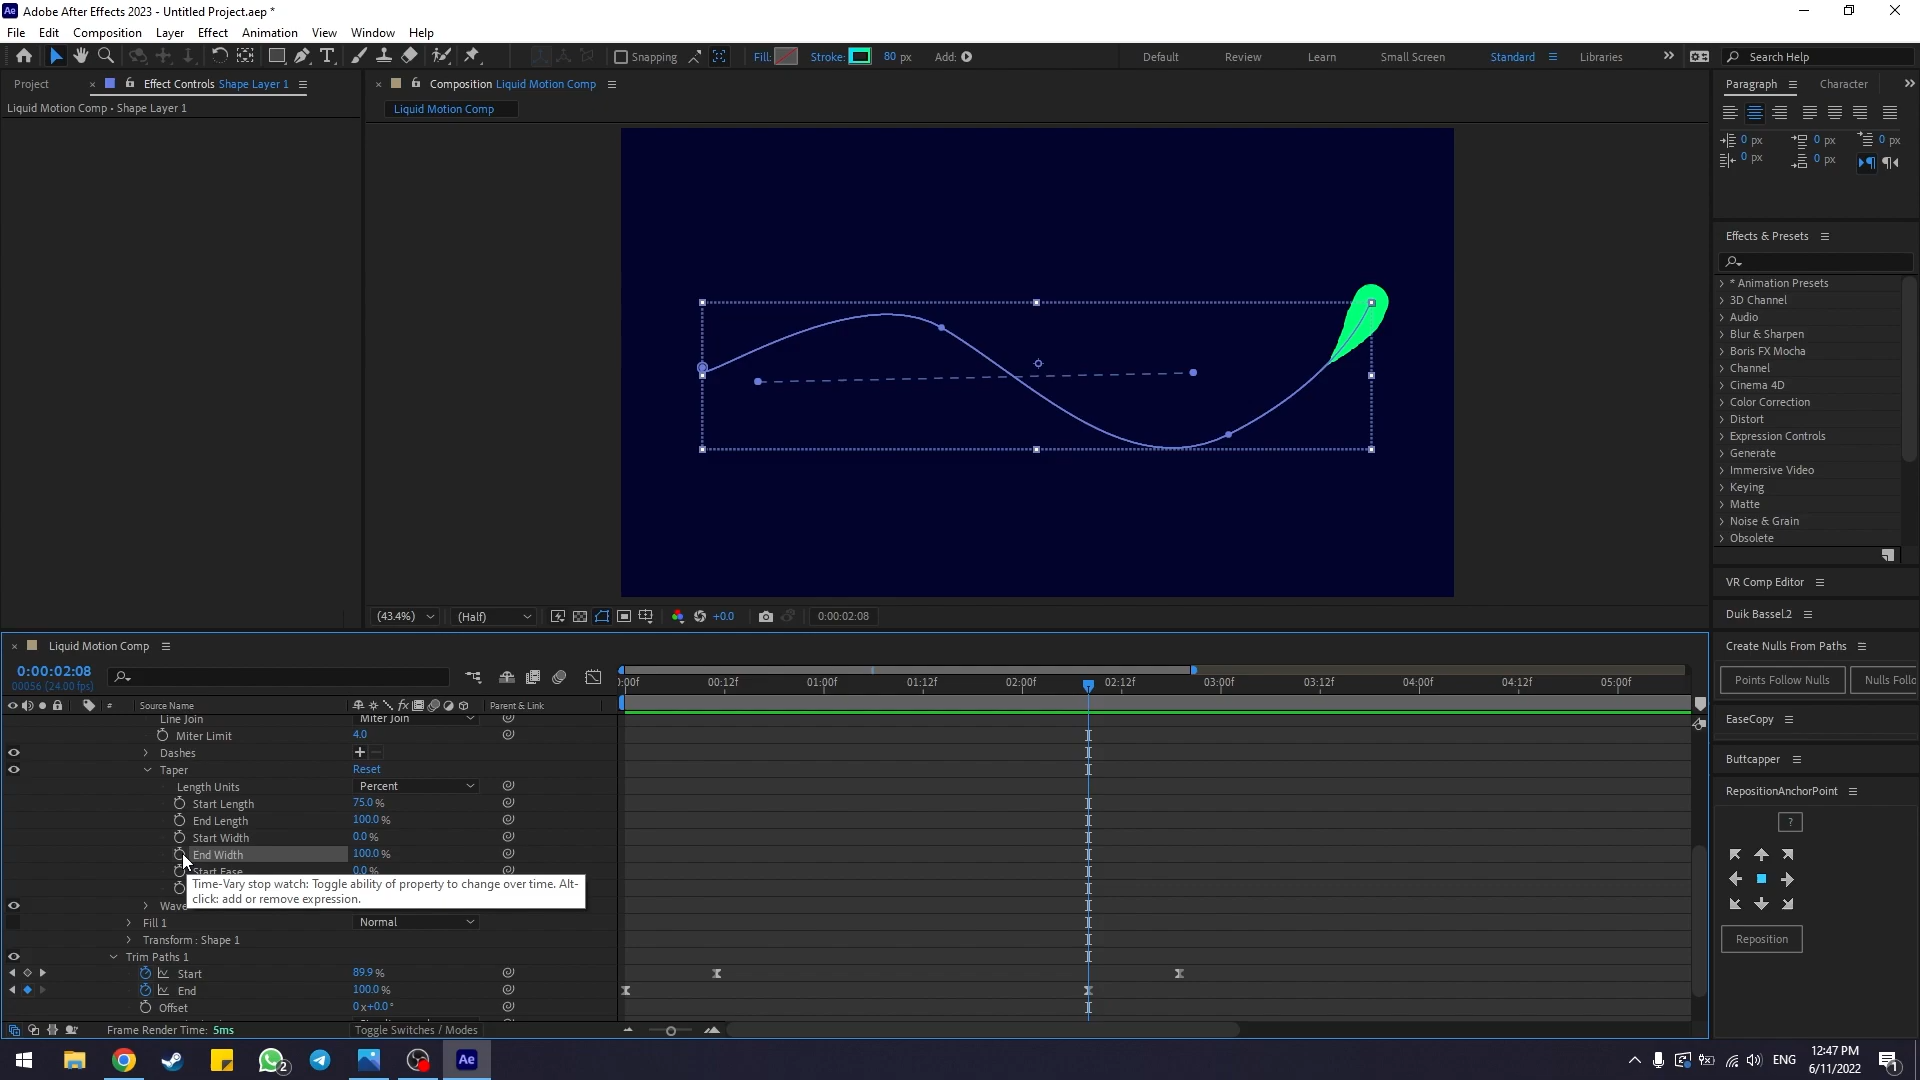 Adobe After Effects 2023 - Untitled Project.aep *
File Edit Composition Layer Effect Animation View Window Help
Snapping Fill: Stroke: 80 px Add: Default Review Learn Small Screen Standard Libraries Search Help
Project Effect Controls Shape Layer 1
Liquid Motion Comp • Shape Layer 1
Composition Liquid Motion Comp
Liquid Motion Comp
(43.4%) (Half) +0.0 0:00:02:08
Paragraph Character
0 px 0 px 0 px
0 px 0 px
Effects & Presets
* Animation Presets
3D Channel
Audio
Blur & Sharpen
Boris FX Mocha
Channel
Cinema 4D
Color Correction
Distort
Expression Controls
Generate
Immersive Video
Keying
Matte
Noise & Grain
Obsolete
VR Comp Editor
Duik Bassel.2
Create Nulls From Paths
Points Follow Nulls Nulls Follo
EaseCopy
Buttcapper
RepositionAnchorPoint
?
Reposition
Liquid Motion Comp
0:00:02:08
00056 (24.00 fps)
# Source Name Parent & Link
):00f 00:12f 01:00f 01:12f 02:00f 02:12f 03:00f 03:12f 04:00f 04:12f 05:00f
Line Join Miter Join
Miter Limit 4.0
Dashes
Taper Reset
Length Units Percent
Start Length 75.0 %
End Length 100.0 %
Start Width 0.0 %
End Width 100.0 %
Start Ease 0.0 %
Time-Vary stop watch: Toggle ability of property to change over time. Alt-
click: add or remove expression.
Wave
Fill 1 Normal
Transform : Shape 1
Trim Paths 1
Start 89.9 %
End 100.0 %
Offset 0 x+0.0 °
Frame Render Time: 5ms Toggle Switches / Modes
2 Ae ENG 12:47 PM
6/11/2022 1